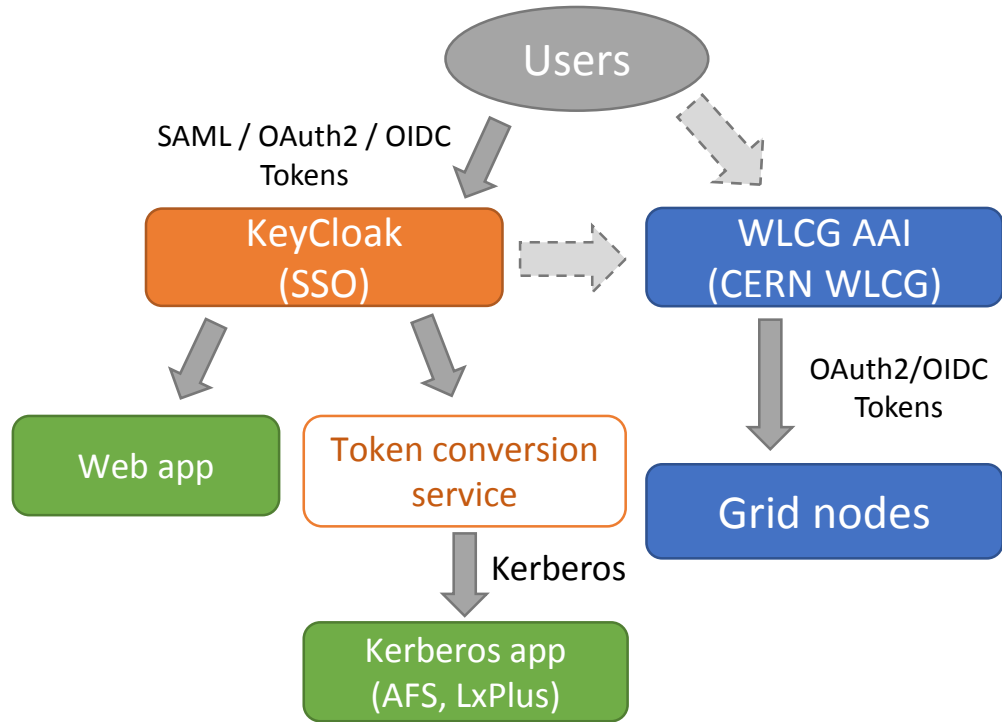 Users
SAML / OAuth2 / OIDC
Tokens
KeyCloak
(SSO)
WLCG AAI
(CERN WLCG)
OAuth2/OIDC
Tokens
Web app
Token conversion
service
Grid nodes
Kerberos
Kerberos app
(AFS, LxPlus)